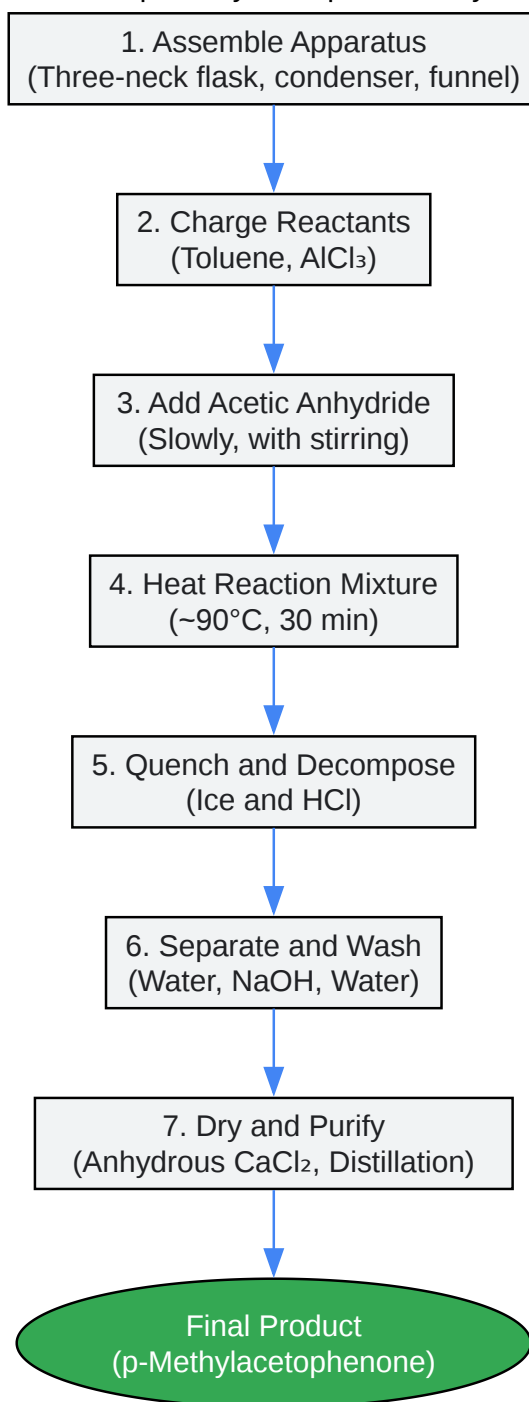 1. Assemble Apparatus
(Three-neck flask, condenser, funnel)
2. Charge Reactants
(Toluene, AlCl₃)
3. Add Acetic Anhydride
(Slowly, with stirring)
4. Heat Reaction Mixture
(~90°C, 30 min)
5. Quench and Decompose
(Ice and HCl)
6. Separate and Wash
(Water, NaOH, Water)
7. Dry and Purify
(Anhydrous CaCl₂, Distillation)
Final Product
(p-Methylacetophenone)